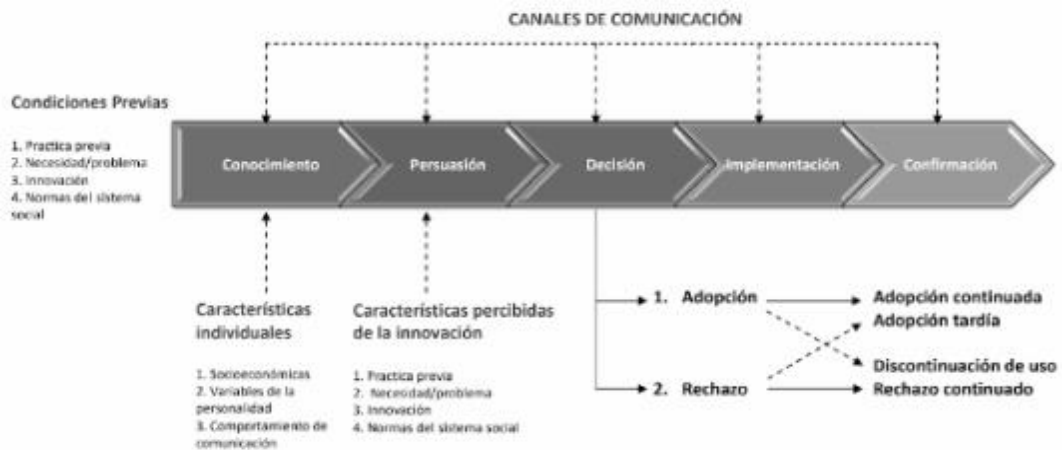 CANALES DE COMUNICACIÓN
Condiciones Previas
1. Practica previa
2. Necesidad/problema
3. Innovación
4. Normas del sistema
social
Conocimiento
Persuasión
Decisión
Implementación
Confirmación
Características
individuales
1. Socioeconómicas
2. Variables de la
personalidad
3. Comportamiento de
comunicación
Características percibidas
de la innovación
1. Practica previa
2. Necesidad/problema
3. Innovación
4. Normas del sistema social
1. Adopción
2. Rechazo
Adopción continuada
Adopción tardía
Discontinuación de uso
Rechazo continuado